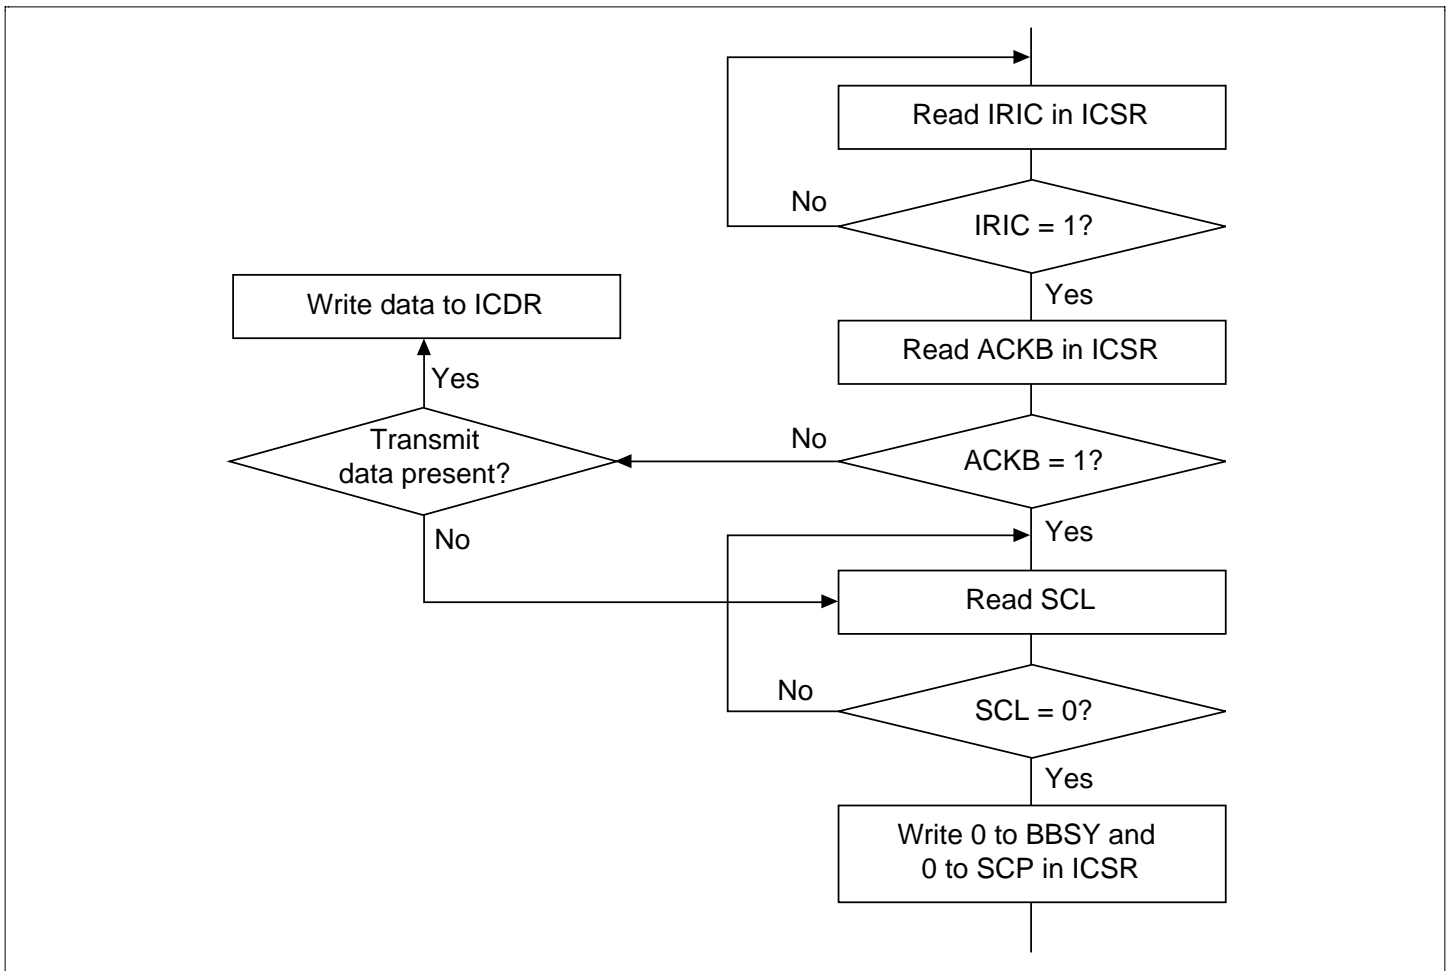 Read IRIC in ICSR
No
IRIC = 1?
Yes
Write data to ICDR
Read ACKB in ICSR
Yes
Transmit
data present?
No
ACKB = 1?
No
Yes
Read SCL
No
SCL = 0?
Yes
Write 0 to BBSY and
0 to SCP in ICSR